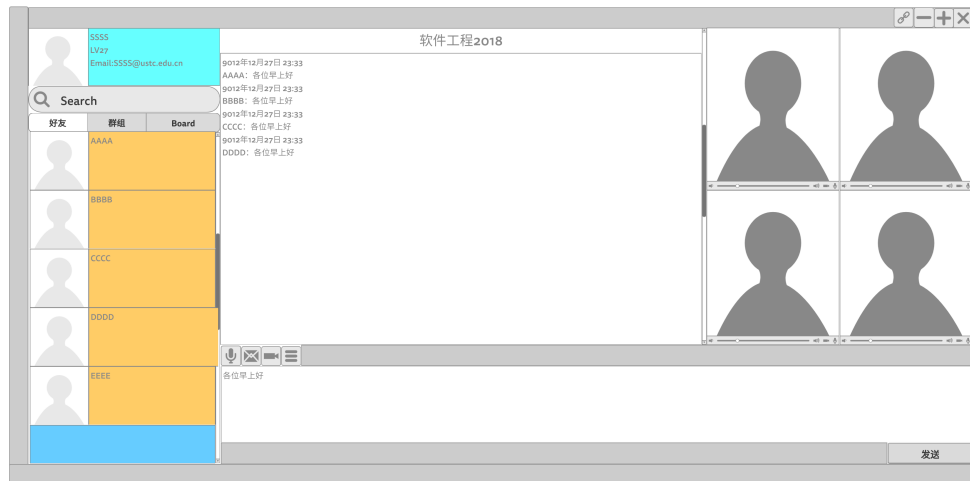 SSSS
LV27
Email:SSSS@ustc.edu.cn
Search
好友 群组 Board
AAAA
BBBB
CCCC
DDDD
EEEE
软件工程2018
9012年12月27日 23:33
AAAA：各位早上好
9012年12月27日 23:33
BBBB：各位早上好
9012年12月27日 23:33
CCCC：各位早上好
9012年12月27日 23:33
DDDD：各位早上好
各位早上好
发送